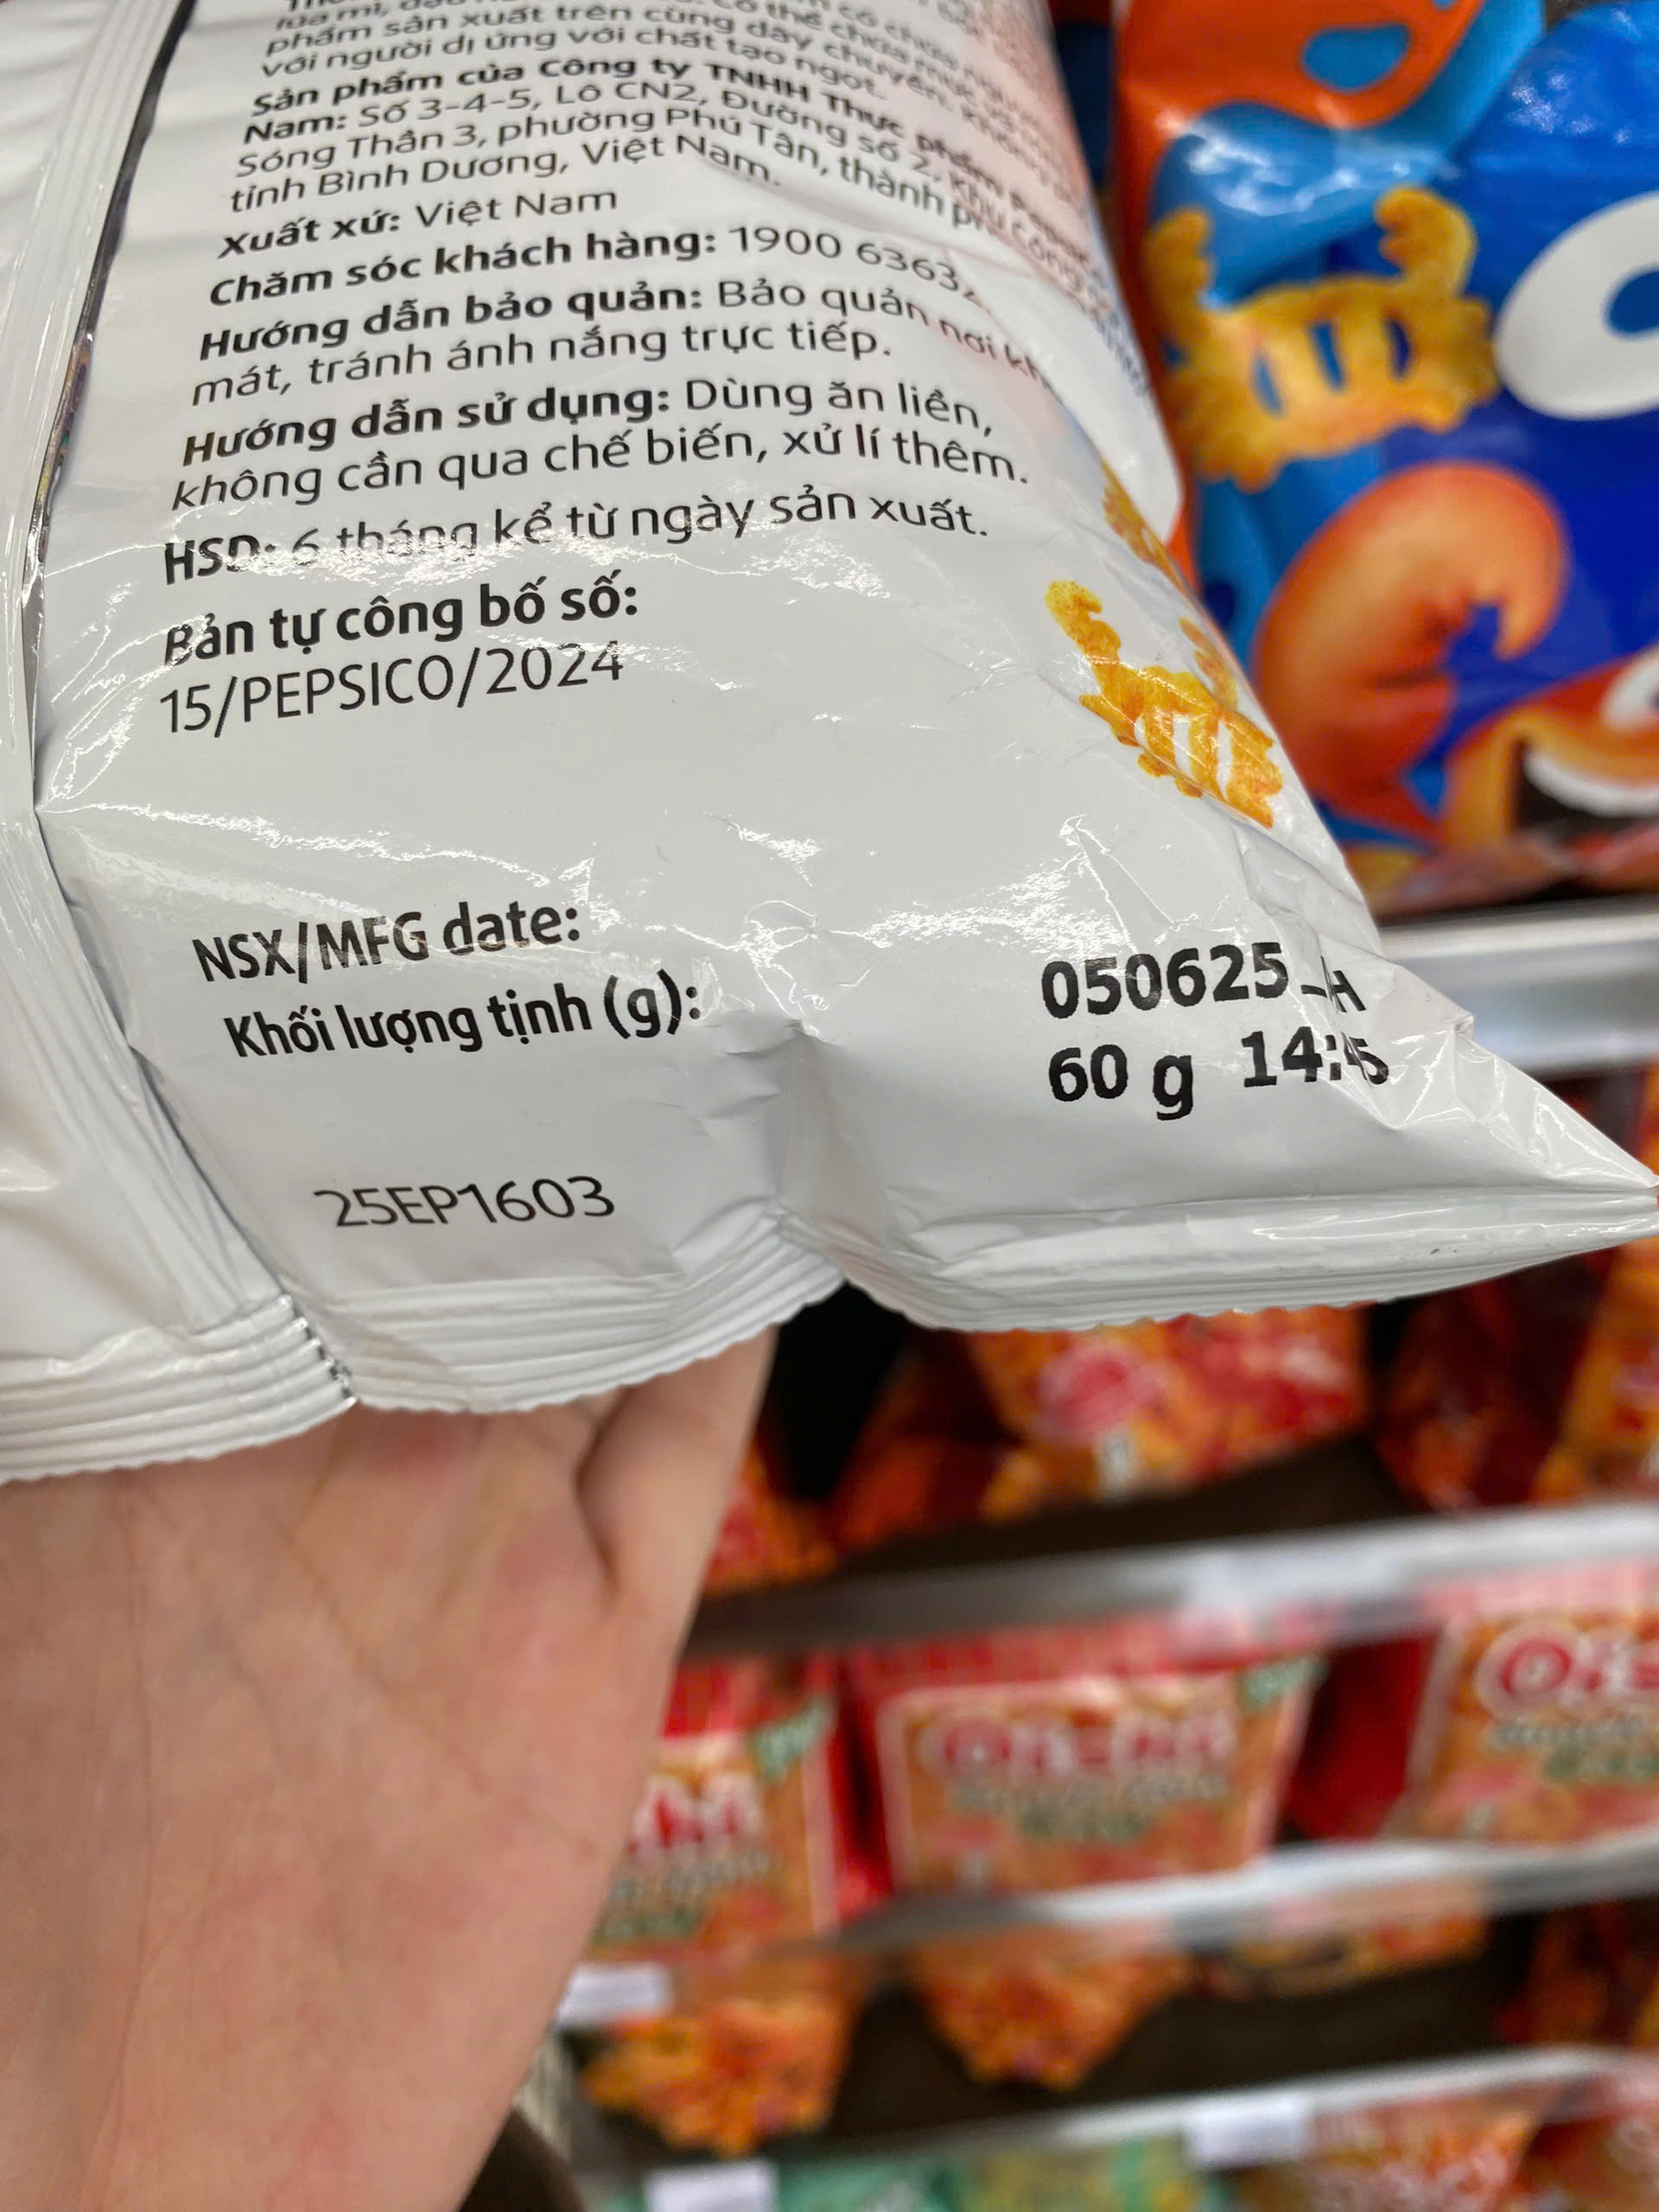 lúa mì,
phẩm sản xuất trên cùng dây chuyền.
với người dị ứng với chất tạo ngọt.
Sản phẩm của Công ty TNHH Thực phẩm
Nam: Số 3-4-5, Lô CN2, Đường số 2, Khu công
Sóng Thần 3, phường Phú Tân, thành
tỉnh Bình Dương, Việt Nam.
Xuất xứ: Việt Nam
Chăm sóc khách hàng: 1900 6363
Hướng dẫn bảo quản: Bảo quản nơi
mát, tránh ánh nắng trực tiếp.
Hướng dẫn sử dụng: Dùng ăn liền,
không cần qua chế biến, xử lí thêm.
HSD: 6 tháng kể từ ngày sản xuất.
Bản tự công bố số:
15/PEPSICO/2024
NSX/MFG date: 050625
Khối lượng tịnh (g): 60 g
25EP1603